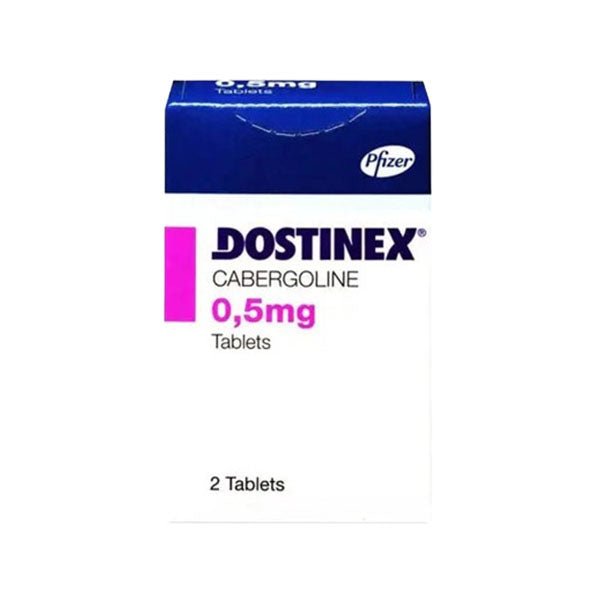 0,5mg
Tablets
Pfizer
DOSTINEX®
CABERGOLINE
0,5mg
Tablets
2 Tablets